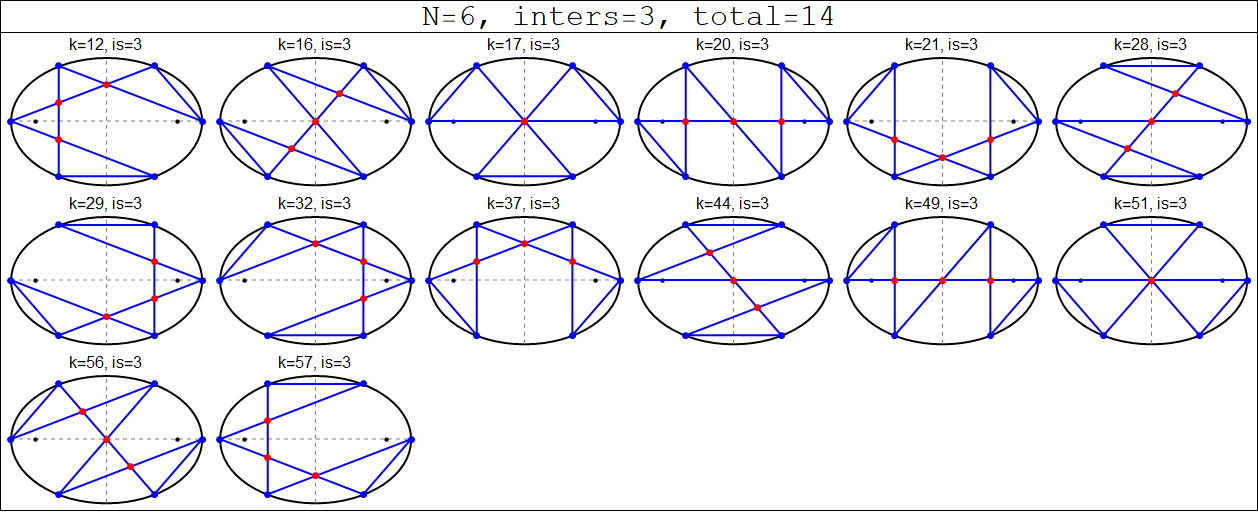 N=6, inters=3, total=14
k=12, is=3
k=16, is=3
k=17, is=3
k=20, is=3
k=21, is=3
k=28, is=3
k=29, is=3
k=32, is=3
k=37, is=3
k=44, is=3
k=49, is=3
k=51, is=3
k=56, is=3
k=57, is=3